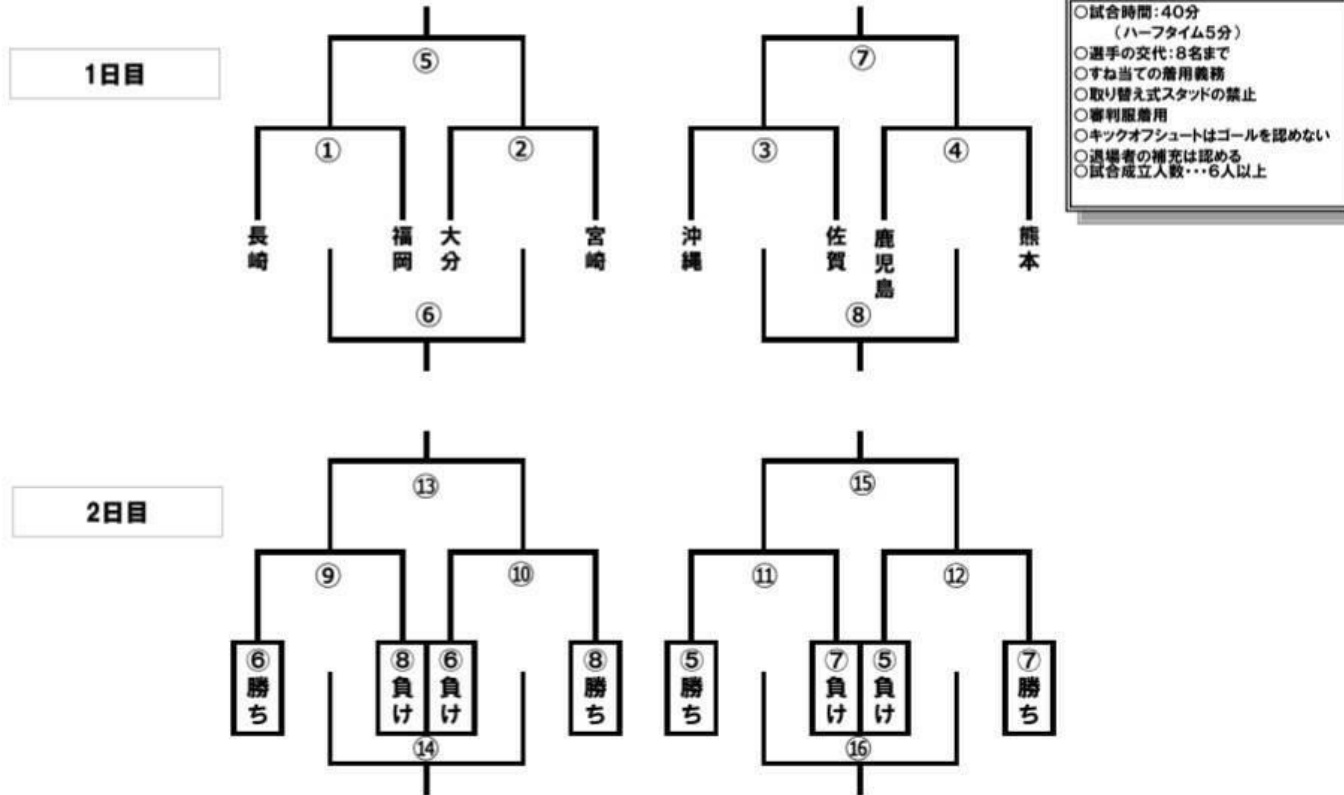 ○試合時間：40分
（ハーフタイム5分）
○選手の交代：8名まで
○すね当ての着用義務
○取り替え式スタッドの禁止
○審判服着用
○キックオフシュートはゴールを認めない
○退場者の補充は認める
○試合成立人数・・・6人以上
1日目
⑤
⑦
①
②
③
④
長崎
福岡
大分
宮崎
沖縄
佐賀
鹿児島
熊本
⑥
⑧
2日目
⑬
⑮
⑨
⑩
⑪
⑫
⑥勝ち
⑧負け
⑥負け
⑧勝ち
⑤勝ち
⑦負け
⑤負け
⑦勝ち
⑭
⑯